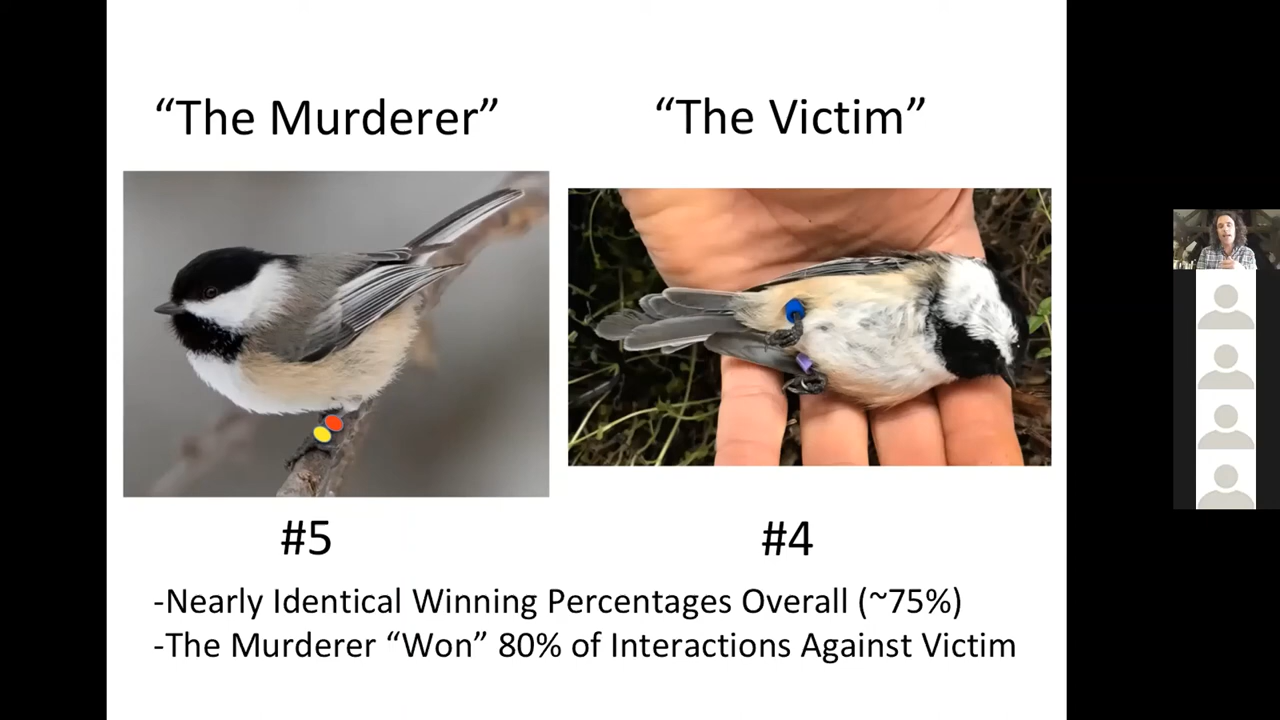 “The Murderer”
“The Victim”
#5
#4
-Nearly Identical Winning Percentages Overall (~75%)
-The Murderer “Won” 80% of Interactions Against Victim